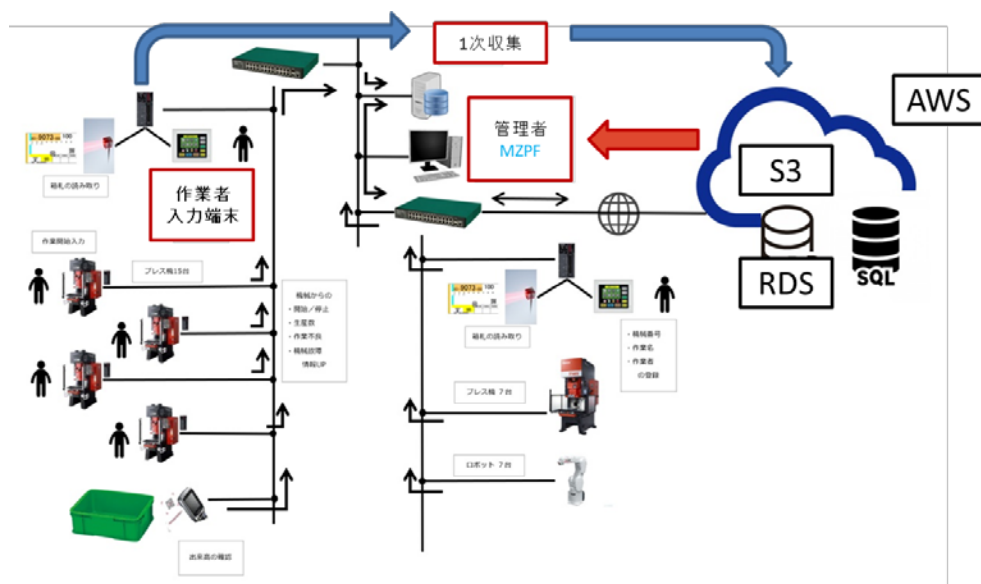 1次収集
AWS
管理者
MZPF
S3
RDS
SQL
9073
100
箱札の読み取り
作業者
入力端末
作業開始入力
プレス機15台
機械からの
・開始／停止
・生産数
・作業不良
・機械故障
情報UP
9073
100
箱札の読み取り
・機械番号
・作業名
・作業者
の登録
プレス機 7台
ロボット 7台
出来高の確認